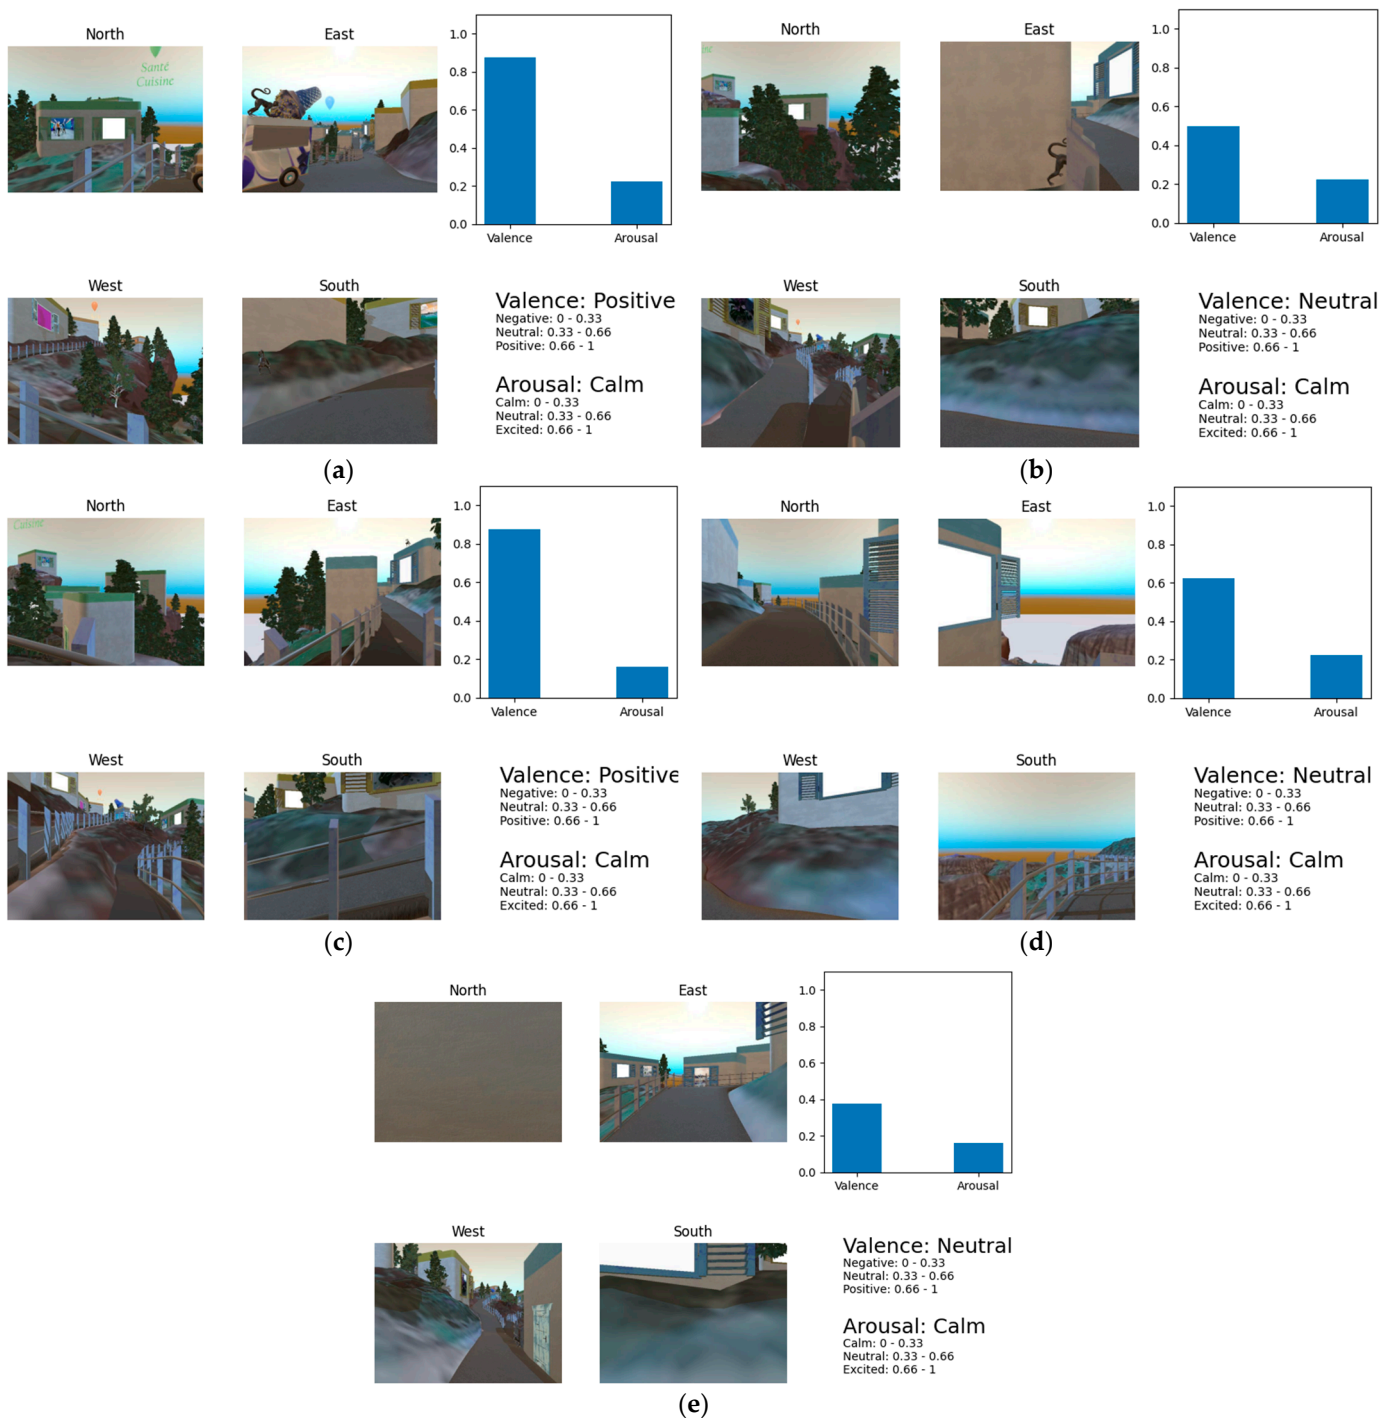 North
East
Santé
Cuisine
1.0
0.8
0.6
0.4
0.2
0.0
Valence
Arousal
West
South
Valence: Positive
Negative: 0 - 0.33
Neutral: 0.33 - 0.66
Positive: 0.66 - 1
Arousal: Calm
Calm: 0 - 0.33
Neutral: 0.33 - 0.66
Excited: 0.66 - 1
(a)
North
East
1.0
0.8
0.6
0.4
0.2
0.0
Valence
Arousal
West
South
Valence: Neutral
Negative: 0 - 0.33
Neutral: 0.33 - 0.66
Positive: 0.66 - 1
Arousal: Calm
Calm: 0 - 0.33
Neutral: 0.33 - 0.66
Excited: 0.66 - 1
(b)
North
East
Cuisine
1.0
0.8
0.6
0.4
0.2
0.0
Valence
Arousal
West
South
Valence: Positive
Negative: 0 - 0.33
Neutral: 0.33 - 0.66
Positive: 0.66 - 1
Arousal: Calm
Calm: 0 - 0.33
Neutral: 0.33 - 0.66
Excited: 0.66 - 1
(c)
North
East
1.0
0.8
0.6
0.4
0.2
0.0
Valence
Arousal
West
South
Valence: Neutral
Negative: 0 - 0.33
Neutral: 0.33 - 0.66
Positive: 0.66 - 1
Arousal: Calm
Calm: 0 - 0.33
Neutral: 0.33 - 0.66
Excited: 0.66 - 1
(d)
North
East
1.0
0.8
0.6
0.4
0.2
0.0
Valence
Arousal
West
South
Valence: Neutral
Negative: 0 - 0.33
Neutral: 0.33 - 0.66
Positive: 0.66 - 1
Arousal: Calm
Calm: 0 - 0.33
Neutral: 0.33 - 0.66
Excited: 0.66 - 1
(e)